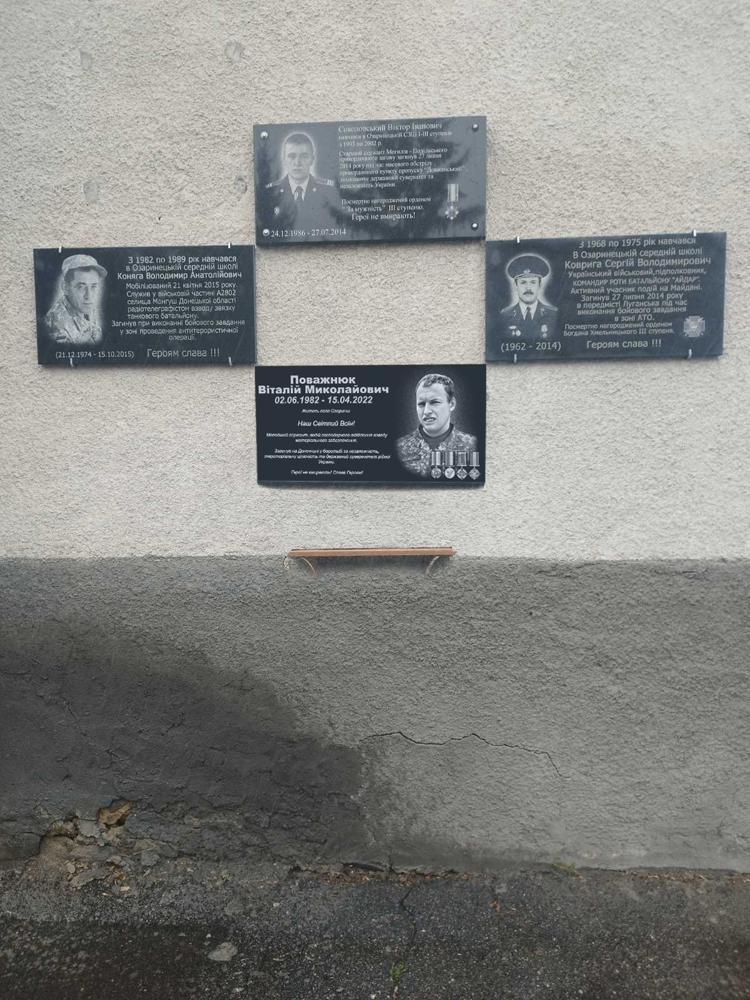 Соколовський Віктор Іванович
навчався в Озаринецькій СЗШ І-ІІІ ступенів
з 1993 по 2002 р.
Старший сержант Могилів - Подільського
прикордонного загону загинув 27 липня
2014 року під час масового обстрілу
прикордонного пункту пропуску "Довжанський",
захищаючи державний сувернітет та
незалежність України.
Посмертно нагороджений орденом
" За мужність" ІІІ ступеню.
Герої не вмирають!
24.12.1986 - 27.07.2014
З 1982 по 1989 рік навчався
в Озаринецькій середній школі
Коняга Володимир Анатолійович
Мобілізований 21 квітня 2015 року.
Служив у військовій частині А2802
селища Мангуш Донецької області
радіотелеграфістом взводу звязку
танкового батальйону.
Загинув при виконанні бойового завдання
у зоні проведення антитерористичної
операції.
(21.12.1974 - 15.10.2015) Героям слава !!!
З 1968 по 1975 рік навчався
В Озаринецькій середній школі
Коврига Сергій Володимирович
Український військовий,підполковник,
КОМАНДИР РОТИ БАТАЛЬЙОНУ "АЙДАР".
Активний учасник подій на Майдані.
Загинув 27 липня 2014 року
в передмісті Луганська під час
виконання бойового завдання
в зоні АТО.
Посмертно нагороджений орденом
Богдана Хмельницького ІІІ ступеня.
(1962 - 2014) Героям слава !!!
Поважнюк
Віталій Миколайович
02.06.1982 - 15.04.2022
Житель села Озаринці
Наш Світлий Воїн!
Молодший сержант, водій господарчого відділення взводу
матеріального забезпечення.
Загинув на Донеччині у боротьбі за незалежність,
територіальну цілісність та державний суверенітет рідної
України.
Герої не вмирають! Слава Героям!